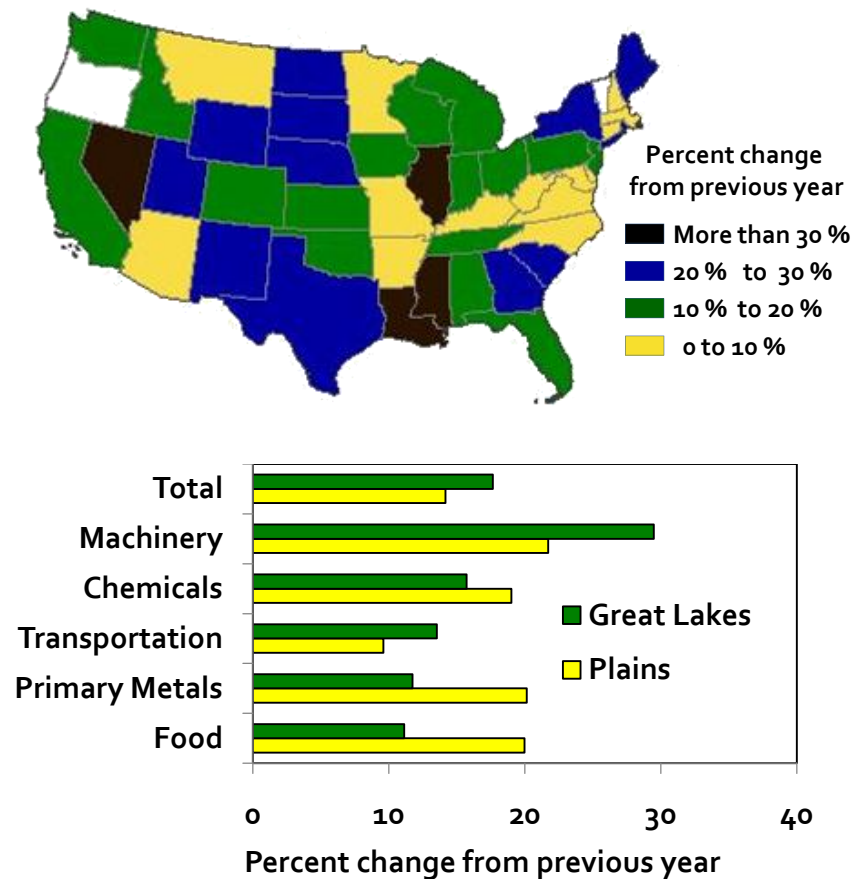 Percent change
from previous year
More than 30 %
20 % to 30 %
10 % to 20 %
0 to 10 %
Total
Machinery
Chemicals
Transportation
Primary Metals
Food
Great Lakes
Plains
0 10 20 30 40
Percent change from previous year